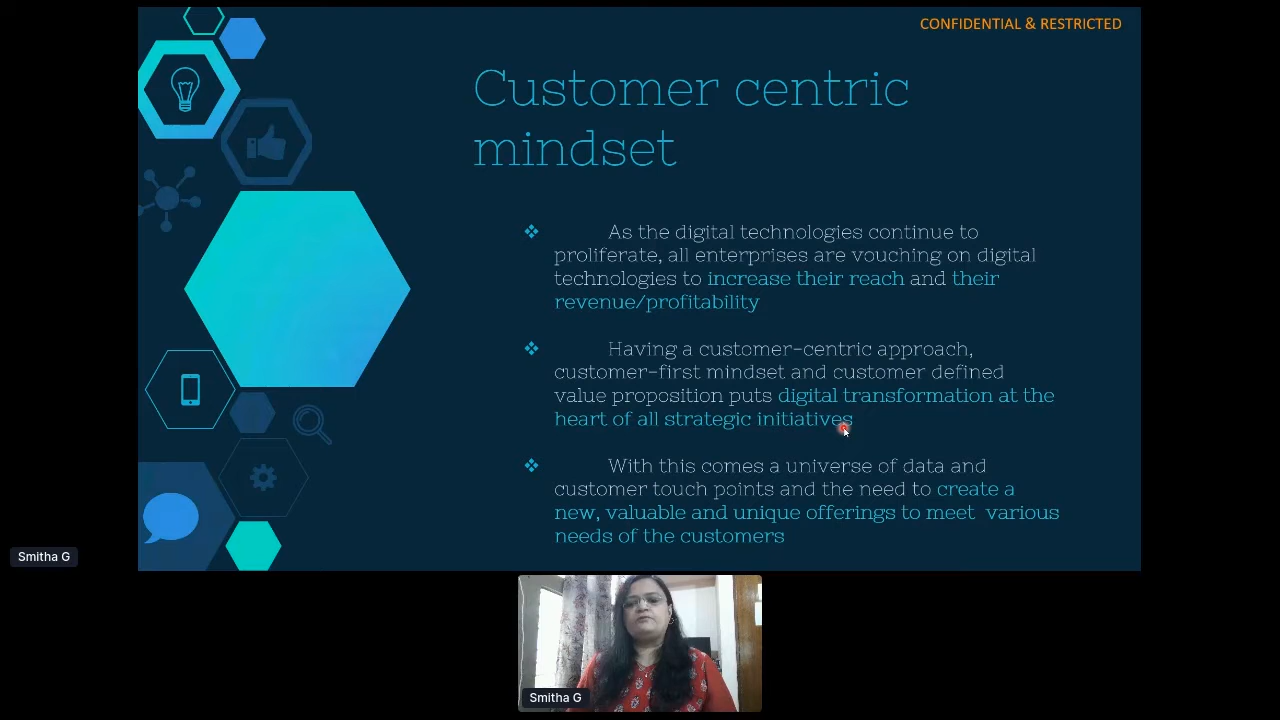 CONFIDENTIAL & RESTRICTED
Customer centric
mindset
❖ As the digital technologies continue to
proliferate, all enterprises are vouching on digital
technologies to increase their reach and their
revenue/profitability
❖ Having a customer-centric approach,
customer-first mindset and customer defined
value proposition puts digital transformation at the
heart of all strategic initiatives
❖ With this comes a universe of data and
customer touch points and the need to create a
new, valuable and unique offerings to meet  various
needs of the customers
Smitha G
Smitha G